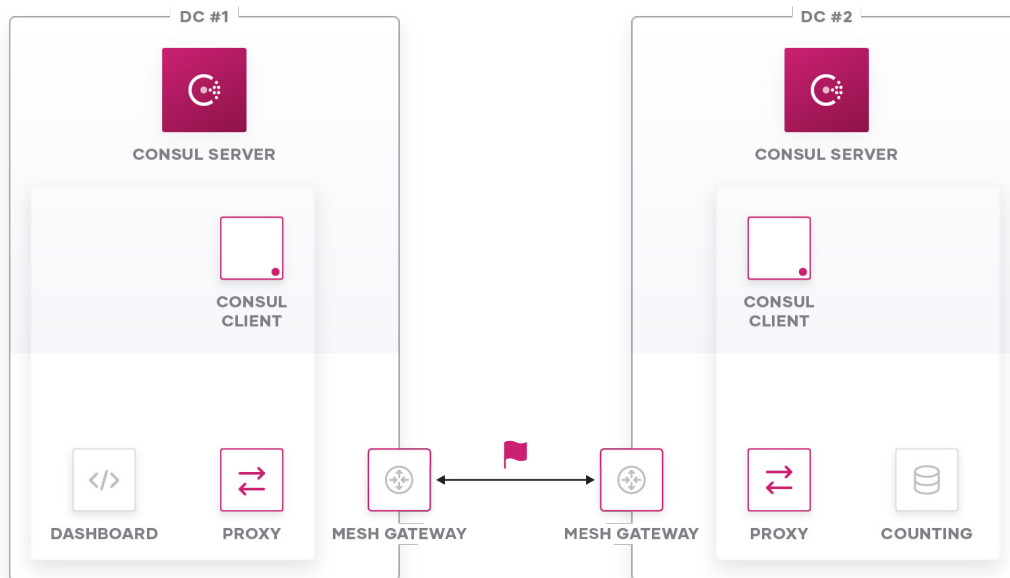 DC #1
DC #2
CONSUL SERVER
CONSUL SERVER
CONSUL
CLIENT
CONSUL
CLIENT
DASHBOARD
PROXY
MESH GATEWAY
MESH GATEWAY
PROXY
COUNTING